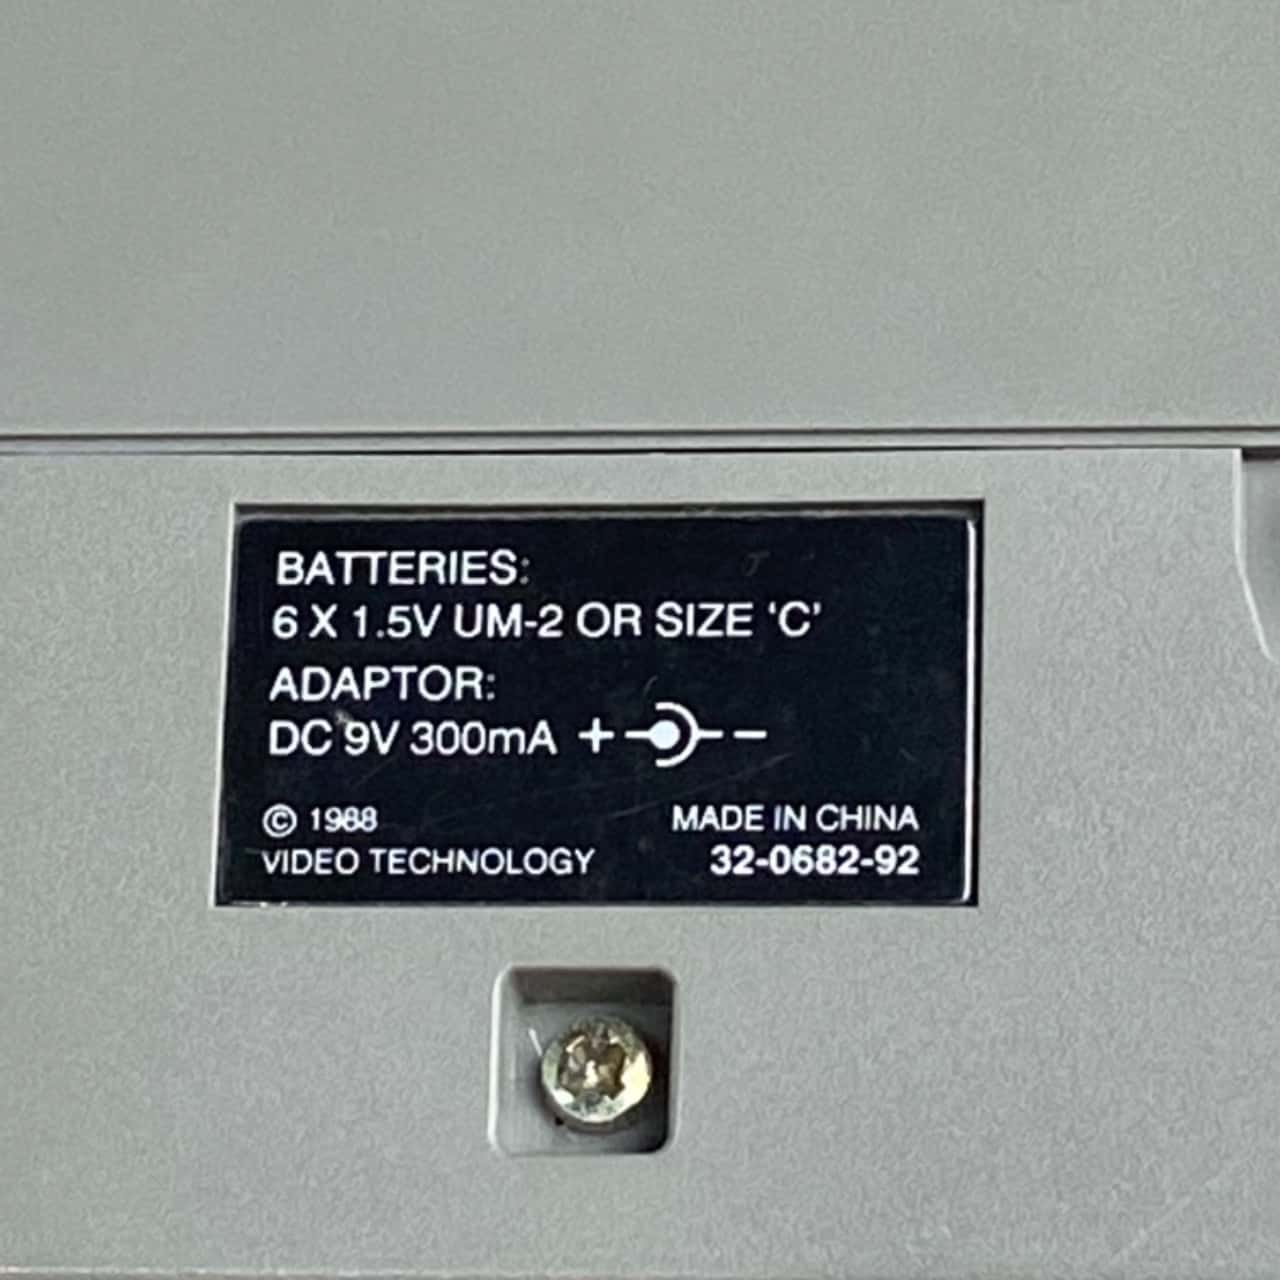 BATTERIES:
6 X 1.5V UM-2 OR SIZE 'C'
ADAPTOR:
DC 9V 300mA + -
© 1988
VIDEO TECHNOLOGY
MADE IN CHINA
32-0682-92